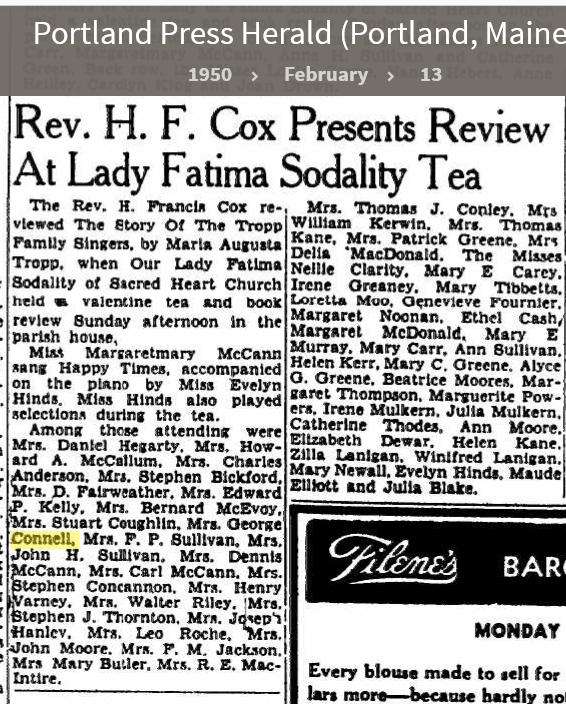 Portland Press Herald (Portland, Maine
1950 › February › 13
Rev. H. F. Cox Presents Review
At Lady Fatima Sodality Tea
The Rev. H. Francis Cox re-
viewed The Story Of The Tropp
Family Singers, by Maria Augusta
Tropp, when Our Lady Fatima
Sodality of Sacred Heart Church
held a valentine tea and book
review Sunday afternoon in the
parish house,
Miss Margaretmary McCann
sang Happy Times, accompanied
on the piano by Miss Evelyn
Hinds. Miss Hinds also played
selections during the tea.
Among those attending were
Mrs. Daniel Hegarty, Mrs, How-
ard A. McCallum, Mrs. Charles
Anderson, Mrs. Stephen Bickford,
Mrs. D. Fairweather, Mrs. Edward
P. Kelly, Mrs. Bernard McEvoy,
Mrs. Stuart Coughlin, Mrs. George
Connell, Mrs. F. P. Sullivan, Mrs.
John H. Sullivan, Mrs. Dennis
McCann, Mrs. Carl McCann, Mrs.
Stephen Concannon, Mrs. Henry
Varney, Mrs. Walter Riley, Mrs.
Stephen J. Thornton, Mrs. Joseph
Hanley, Mrs. Leo Roche, Mrs.
John Moore, Mrs. F. M. Jackson,
Mrs Mary Butler, Mrs. R. E. Mac-
Intire.
Mrs. Thomas J. Conley, Mrs
William Kerwin, Mrs. Thomas
Kane, Mrs. Patrick Greene, Mrs
Delia MacDonald, The Misses
Nellie Clarity, Mary E Carey,
Irene Greaney, Mary Tibbetts,
Loretta Muo, Genevieve Fournier,
Margaret Noonan, Ethel Cash,
Margaret McDonald, Mary E
Murray, Mary Carr, Ann Sullivan,
Helen Kerr, Mary C. Greene, Alyce
G. Greene, Beatrice Moores, Mar-
garet Thompson, Marguerite Pow-
ers, Irene Mulkern, Julia Mulkern,
Catherine Thodes, Ann Moore,
Elizabeth Dewar, Helen Kane,
Zilla Lanigan, Winifred Lanigan,
Mary Newall, Evelyn Hinds, Maude
Elliott and Julia Blake.
Filene's BAR
MONDAY
Every blouse made to sell for
lars more—because hardly